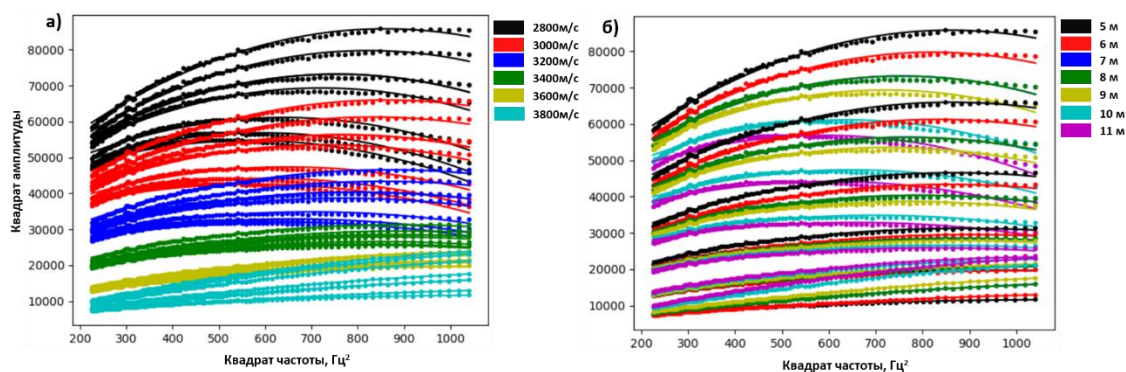 а)
2800м/с
3000м/с
3200м/с
3400м/с
3600м/с
3800м/с
Квадрат амплитуды
80000
70000
60000
50000
40000
30000
20000
10000
200 300 400 500 600 700 800 900 1000
Квадрат частоты, Гц²
б)
5 м
6 м
7 м
8 м
9 м
10 м
11 м
80000
70000
60000
50000
40000
30000
20000
10000
200 300 400 500 600 700 800 900 1000
Квадрат частоты, Гц²